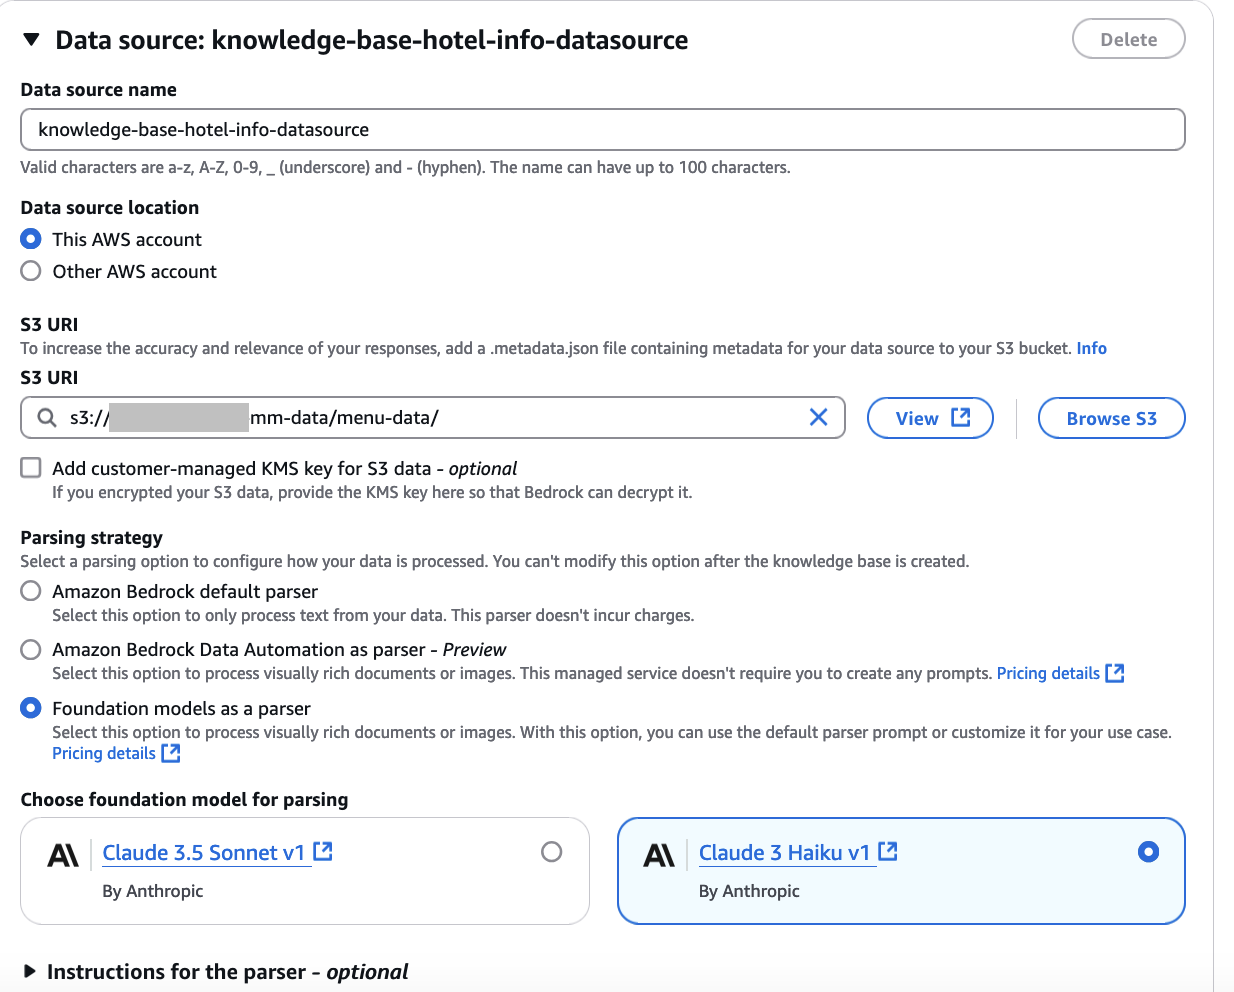 Data source: knowledge-base-hotel-info-datasource
Delete
Data source name
knowledge-base-hotel-info-datasource
Valid characters are a-z, A-Z, 0-9, _ (underscore) and - (hyphen). The name can have up to 100 characters.
Data source location
This AWS account
Other AWS account
S3 URI
To increase the accuracy and relevance of your responses, add a .metadata.json file containing metadata for your data source to your S3 bucket. Info
S3 URI
s3:// mm-data/menu-data/
View
Browse S3
Add customer-managed KMS key for S3 data - optional
If you encrypted your S3 data, provide the KMS key here so that Bedrock can decrypt it.
Parsing strategy
Select a parsing option to configure how your data is processed. You can't modify this option after the knowledge base is created.
Amazon Bedrock default parser
Select this option to only process text from your data. This parser doesn't incur charges.
Amazon Bedrock Data Automation as parser - Preview
Select this option to process visually rich documents or images. This managed service doesn't require you to create any prompts. Pricing details
Foundation models as a parser
Select this option to process visually rich documents or images. With this option, you can use the default parser prompt or customize it for your use case.
Pricing details
Choose foundation model for parsing
Claude 3.5 Sonnet v1
By Anthropic
Claude 3 Haiku v1
By Anthropic
Instructions for the parser - optional